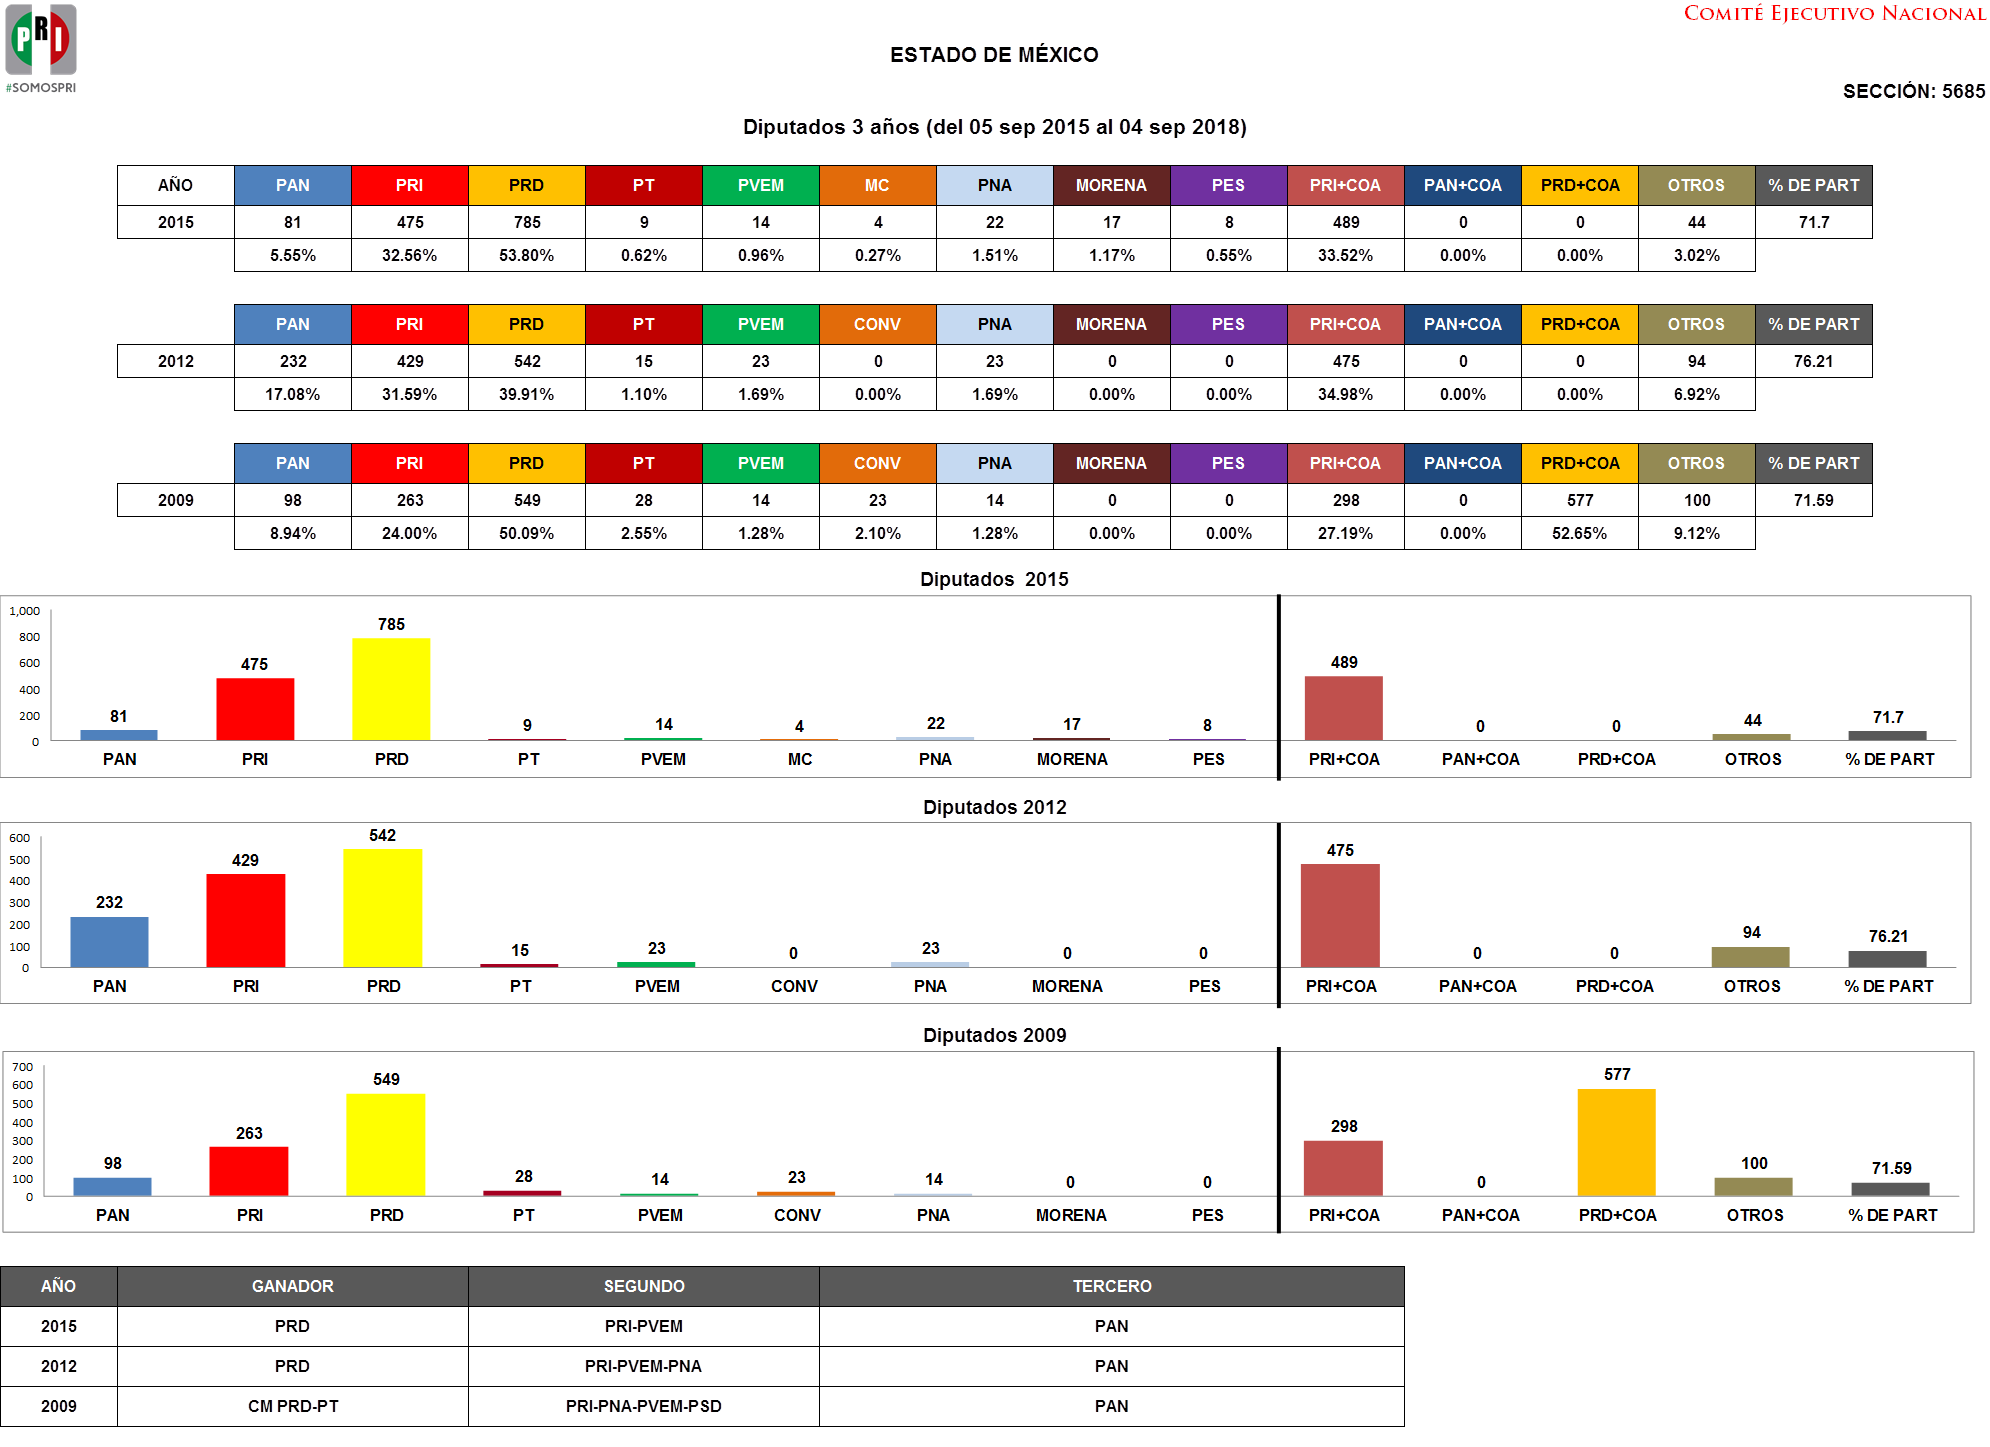 PRI
#SOMOSPRI
COMITÉ EJECUTIVO NACIONAL
ESTADO DE MÉXICO
SECCIÓN: 5685
Diputados 3 años (del 05 sep 2015 al 04 sep 2018)
AÑO PAN PRI PRD PT PVEM MC PNA MORENA PES PRI+COA PAN+COA PRD+COA OTROS % DE PART
2015 81 475 785 9 14 4 22 17 8 489 0 0 44 71.7
5.55% 32.56% 53.80% 0.62% 0.96% 0.27% 1.51% 1.17% 0.55% 33.52% 0.00% 0.00% 3.02%
PAN PRI PRD PT PVEM CONV PNA MORENA PES PRI+COA PAN+COA PRD+COA OTROS % DE PART
2012 232 429 542 15 23 0 23 0 0 475 0 0 94 76.21
17.08% 31.59% 39.91% 1.10% 1.69% 0.00% 1.69% 0.00% 0.00% 34.98% 0.00% 0.00% 6.92%
PAN PRI PRD PT PVEM CONV PNA MORENA PES PRI+COA PAN+COA PRD+COA OTROS % DE PART
2009 98 263 549 28 14 23 14 0 0 298 0 577 100 71.59
8.94% 24.00% 50.09% 2.55% 1.28% 2.10% 1.28% 0.00% 0.00% 27.19% 0.00% 52.65% 9.12%
Diputados 2015
1,000
800
600
400
200
0
81 475 785 9 14 4 22 17 8 489 0 0 44 71.7
PAN PRI PRD PT PVEM MC PNA MORENA PES PRI+COA PAN+COA PRD+COA OTROS % DE PART
Diputados 2012
600
500
400
300
200
100
0
232 429 542 15 23 0 23 0 0 475 0 0 94 76.21
PAN PRI PRD PT PVEM CONV PNA MORENA PES PRI+COA PAN+COA PRD+COA OTROS % DE PART
Diputados 2009
700
600
500
400
300
200
100
0
98 263 549 28 14 23 14 0 0 298 0 577 100 71.59
PAN PRI PRD PT PVEM CONV PNA MORENA PES PRI+COA PAN+COA PRD+COA OTROS % DE PART
AÑO GANADOR SEGUNDO TERCERO
2015 PRD PRI-PVEM PAN
2012 PRD PRI-PVEM-PNA PAN
2009 CM PRD-PT PRI-PNA-PVEM-PSD PAN